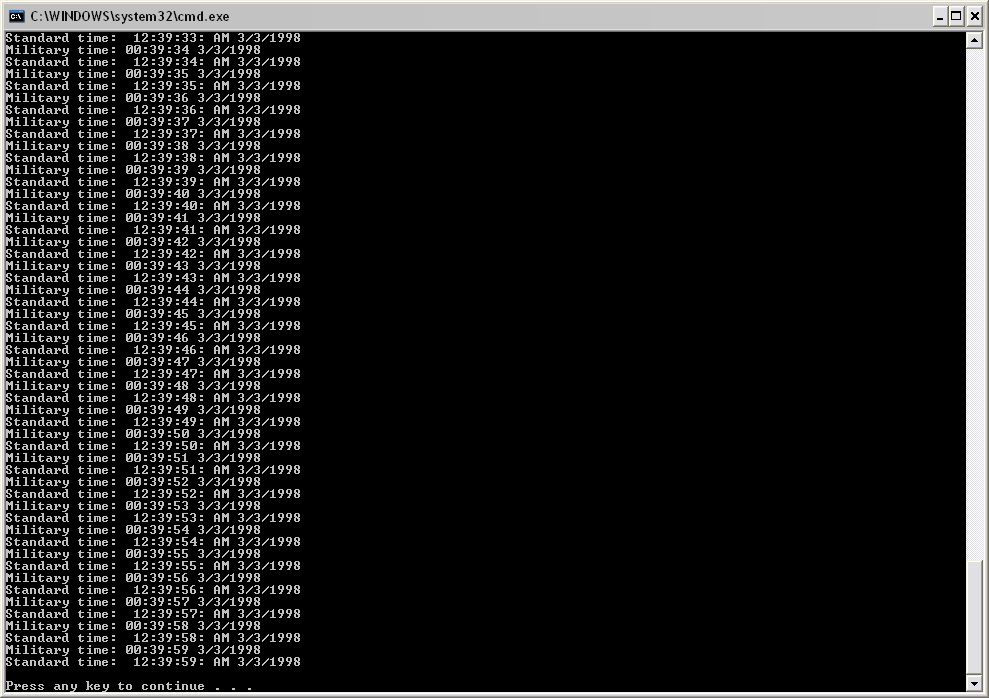 C:\WINDOWS\system32\cmd.exe
Standard time:  12:39:33: AM 3/3/1998
Military time: 00:39:34 3/3/1998
Standard time:  12:39:34: AM 3/3/1998
Military time: 00:39:35 3/3/1998
Standard time:  12:39:35: AM 3/3/1998
Military time: 00:39:36 3/3/1998
Standard time:  12:39:36: AM 3/3/1998
Military time: 00:39:37 3/3/1998
Standard time:  12:39:37: AM 3/3/1998
Military time: 00:39:38 3/3/1998
Standard time:  12:39:38: AM 3/3/1998
Military time: 00:39:39 3/3/1998
Standard time:  12:39:39: AM 3/3/1998
Military time: 00:39:40 3/3/1998
Standard time:  12:39:40: AM 3/3/1998
Military time: 00:39:41 3/3/1998
Standard time:  12:39:41: AM 3/3/1998
Military time: 00:39:42 3/3/1998
Standard time:  12:39:42: AM 3/3/1998
Military time: 00:39:43 3/3/1998
Standard time:  12:39:43: AM 3/3/1998
Military time: 00:39:44 3/3/1998
Standard time:  12:39:44: AM 3/3/1998
Military time: 00:39:45 3/3/1998
Standard time:  12:39:45: AM 3/3/1998
Military time: 00:39:46 3/3/1998
Standard time:  12:39:46: AM 3/3/1998
Military time: 00:39:47 3/3/1998
Standard time:  12:39:47: AM 3/3/1998
Military time: 00:39:48 3/3/1998
Standard time:  12:39:48: AM 3/3/1998
Military time: 00:39:49 3/3/1998
Standard time:  12:39:49: AM 3/3/1998
Military time: 00:39:50 3/3/1998
Standard time:  12:39:50: AM 3/3/1998
Military time: 00:39:51 3/3/1998
Standard time:  12:39:51: AM 3/3/1998
Military time: 00:39:52 3/3/1998
Standard time:  12:39:52: AM 3/3/1998
Military time: 00:39:53 3/3/1998
Standard time:  12:39:53: AM 3/3/1998
Military time: 00:39:54 3/3/1998
Standard time:  12:39:54: AM 3/3/1998
Military time: 00:39:55 3/3/1998
Standard time:  12:39:55: AM 3/3/1998
Military time: 00:39:56 3/3/1998
Standard time:  12:39:56: AM 3/3/1998
Military time: 00:39:57 3/3/1998
Standard time:  12:39:57: AM 3/3/1998
Military time: 00:39:58 3/3/1998
Standard time:  12:39:58: AM 3/3/1998
Military time: 00:39:59 3/3/1998
Standard time:  12:39:59: AM 3/3/1998
Press any key to continue . . .